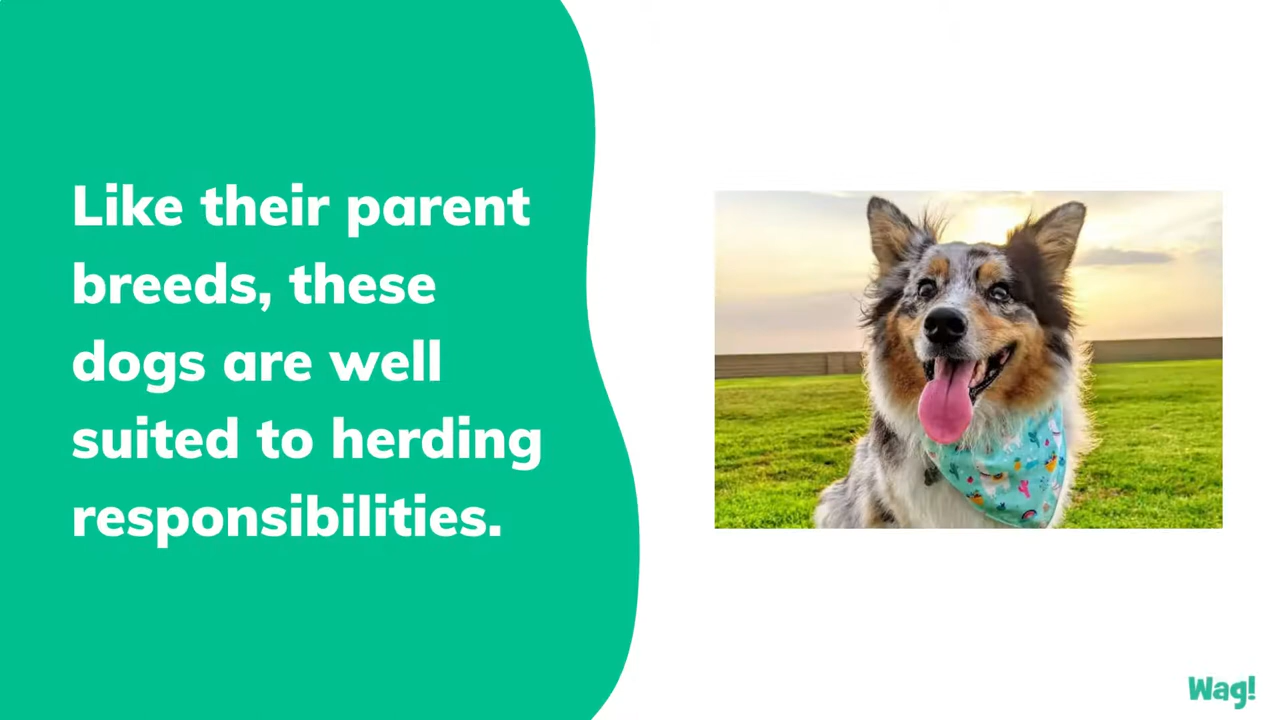 Like their parent
breeds, these
dogs are well
suited to herding
responsibilities.
Wag!